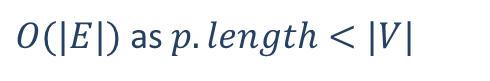 O(|E|) as p.length < |V|